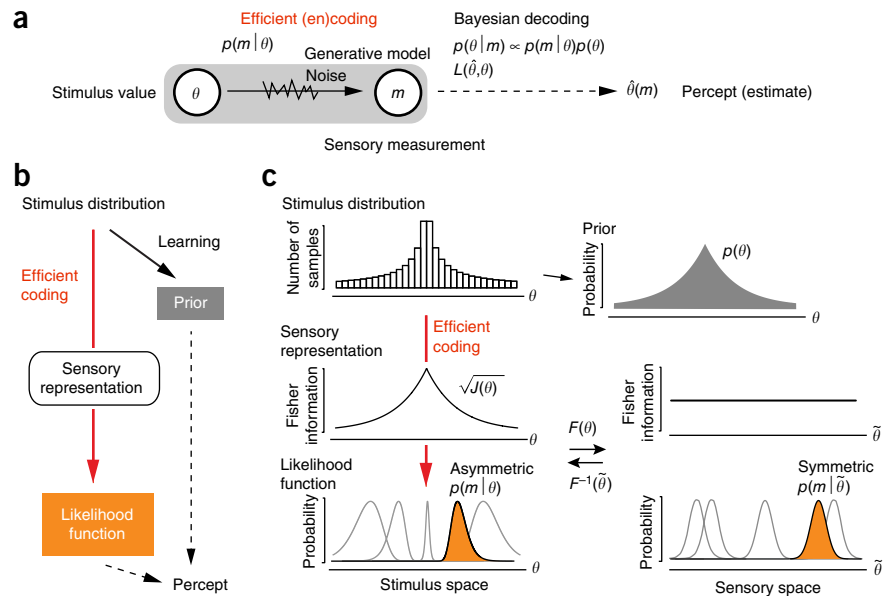 a
Efficient (en)coding
Bayesian decoding
p(m|θ)
p(θ|m) ∝ p(m|θ)p(θ)
Generative model
L(θ̂,θ)
Noise
Stimulus value
θ
m
θ̂(m)
Percept (estimate)
Sensory measurement
b
Stimulus distribution
Learning
Efficient
coding
Prior
Sensory
representation
Likelihood
function
Percept
c
Stimulus distribution
Number of
samples
θ
Prior
Probability
p(θ)
θ
Sensory
representation
Efficient
coding
Fisher
information
√J(θ)
θ
F(θ)
F⁻¹(θ̃)
Fisher
information
θ̃
Likelihood
function
Asymmetric
p(m|θ)
Probability
θ
Stimulus space
Symmetric
p(m|θ̃)
Probability
θ̃
Sensory space